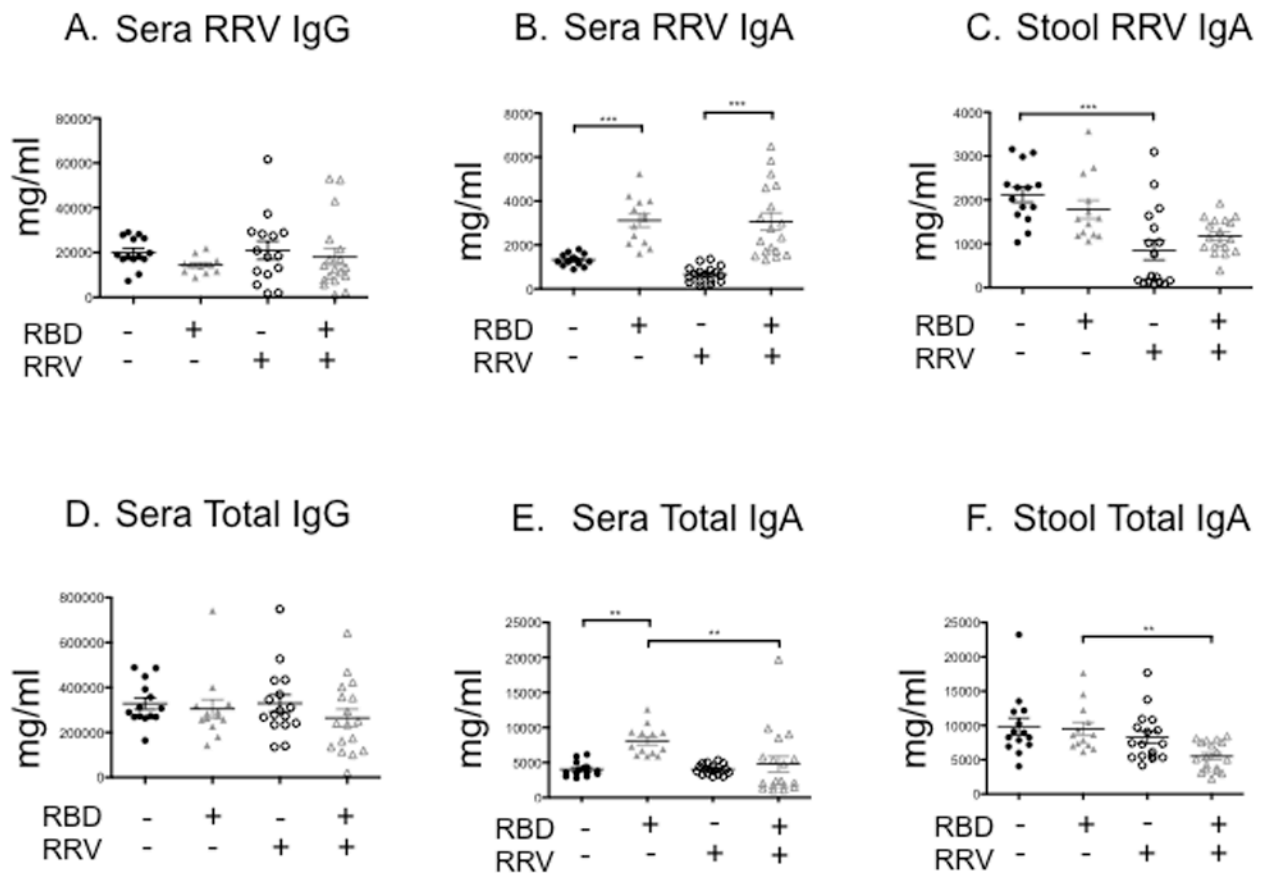 A. Sera RRV IgG
B. Sera RRV IgA
C. Stool RRV IgA
mg/ml
80000
60000
40000
20000
0
RBD - + - +
RRV - - + +
mg/ml
8000
6000
4000
2000
0
***
***
RBD - + - +
RRV - - + +
mg/ml
4000
3000
2000
1000
0
***
RBD - + - +
RRV - - + +
D. Sera Total IgG
E. Sera Total IgA
F. Stool Total IgA
mg/ml
800000
600000
400000
200000
0
RBD - + - +
RRV - - + +
mg/ml
25000
20000
15000
10000
5000
0
**
**
RBD - + - +
RRV - - + +
mg/ml
25000
20000
15000
10000
5000
0
**
RBD - + - +
RRV - - + +